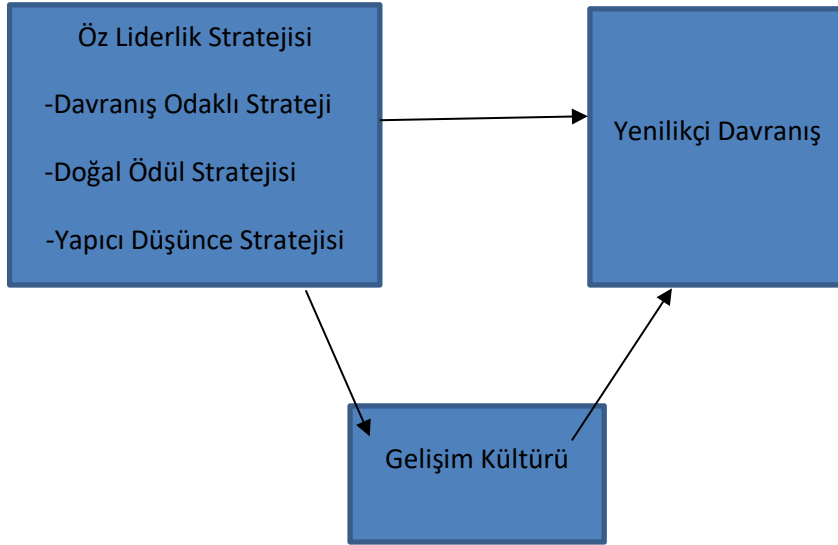 Öz Liderlik Stratejisi
-Davranış Odaklı Strateji
-Doğal Ödül Stratejisi
-Yapıcı Düşünce Stratejisi
Yenilikçi Davranış
Gelişim Kültürü